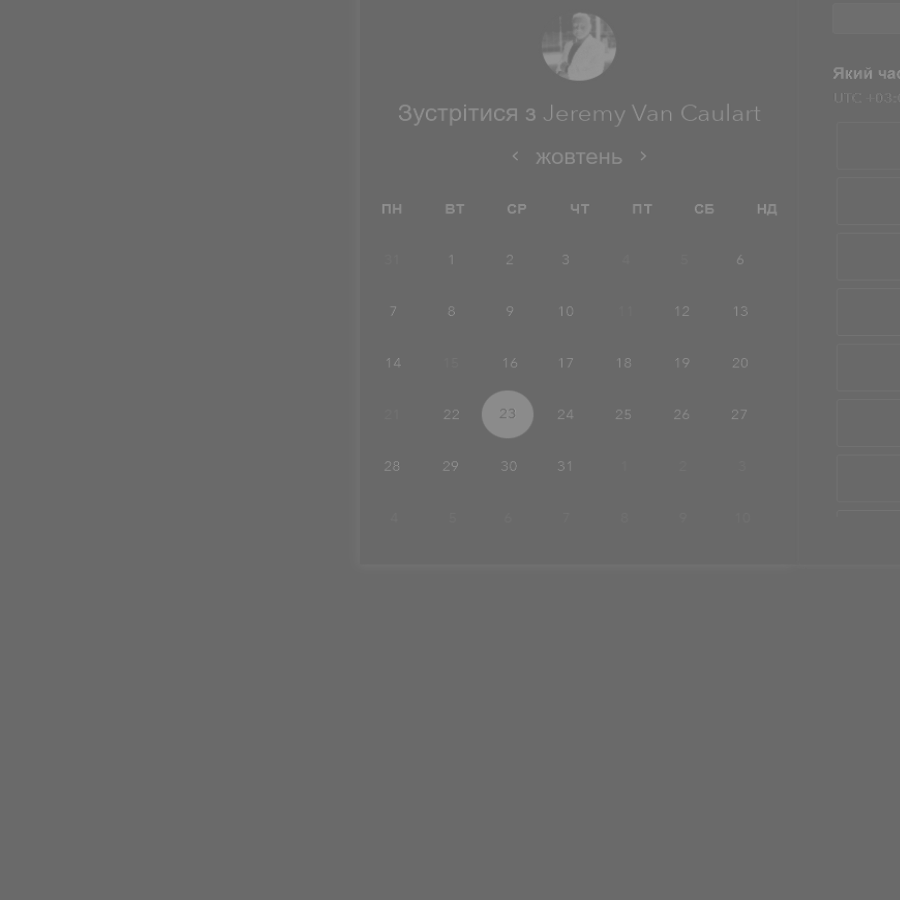 Зустрітися з Jeremy Van Caulart
жовтень
ПН ВТ СР ЧТ ПТ СБ НД
31 1 2 3 4 5 6
7 8 9 10 11 12 13
14 15 16 17 18 19 20
21 22 23 24 25 26 27
28 29 30 31 1 2 3
4 5 6 7 8 9 10
Який час
UTC +03: